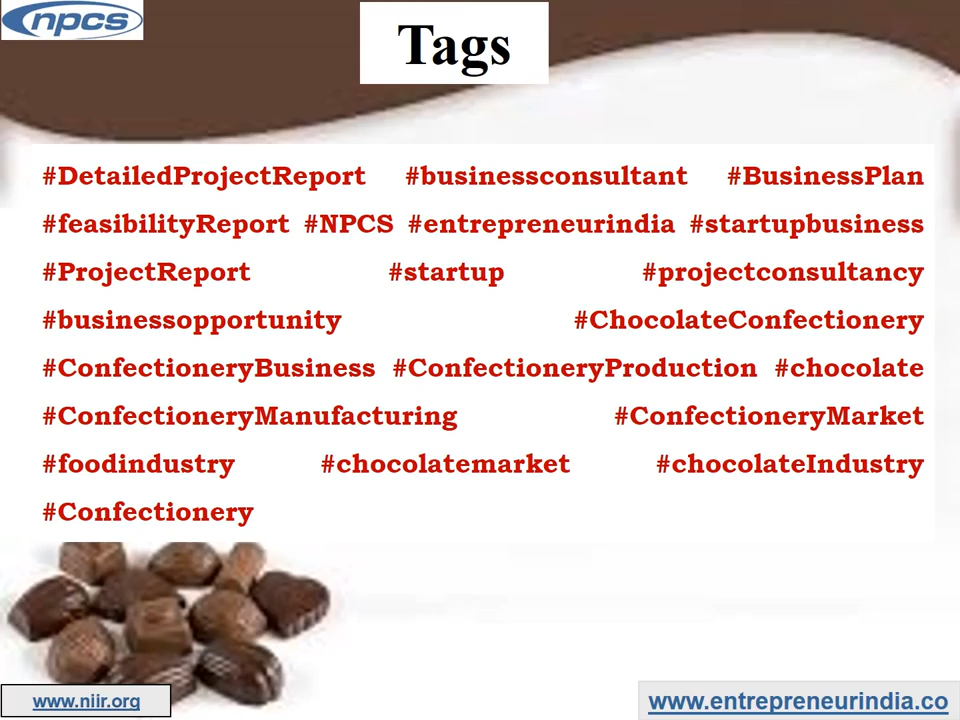 npcs
Tags
#DetailedProjectReport #businessconsultant #BusinessPlan
#feasibilityReport #NPCS #entrepreneurindia #startupbusiness
#ProjectReport #startup #projectconsultancy
#businessopportunity #ChocolateConfectionery
#ConfectioneryBusiness #ConfectioneryProduction #chocolate
#ConfectioneryManufacturing #ConfectioneryMarket
#foodindustry #chocolatemarket #chocolateIndustry
#Confectionery
www.niir.org
www.entrepreneurindia.co